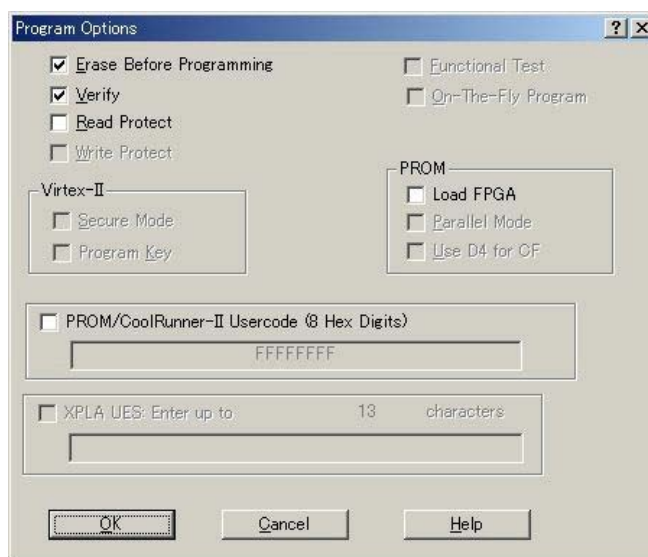 Program Options
Erase Before Programming
Verify
Read Protect
Write Protect
Functional Test
On-The-Fly Program
Virtex-II
Secure Mode
Program Key
PROM
Load FPGA
Parallel Mode
Use D4 for CF
PROM/CoolRunner-II Usercode (8 Hex Digits)
FFFFFFFF
XPLA UES: Enter up to 13 characters
OK
Cancel
Help